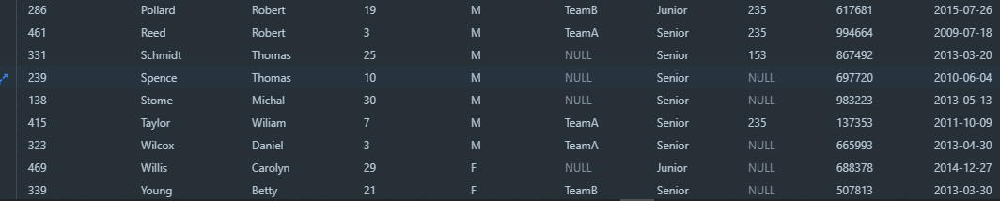 286 Pollard Robert 19 M TeamB Junior 235 617681 2015-07-26
461 Reed Robert 3 M TeamA Senior 235 994664 2009-07-18
331 Schmidt Thomas 25 M NULL Senior 153 867492 2013-03-20
239 Spence Thomas 10 M NULL Senior NULL 697720 2010-06-04
138 Stome Michal 30 M NULL Senior NULL 983223 2013-05-13
415 Taylor Wiliam 7 M TeamA Senior 235 137353 2011-10-09
323 Wilcox Daniel 3 M TeamA Senior NULL 665993 2013-04-30
469 Willis Carolyn 29 F NULL Junior NULL 688378 2014-12-27
339 Young Betty 21 F TeamB Senior NULL 507813 2013-03-30